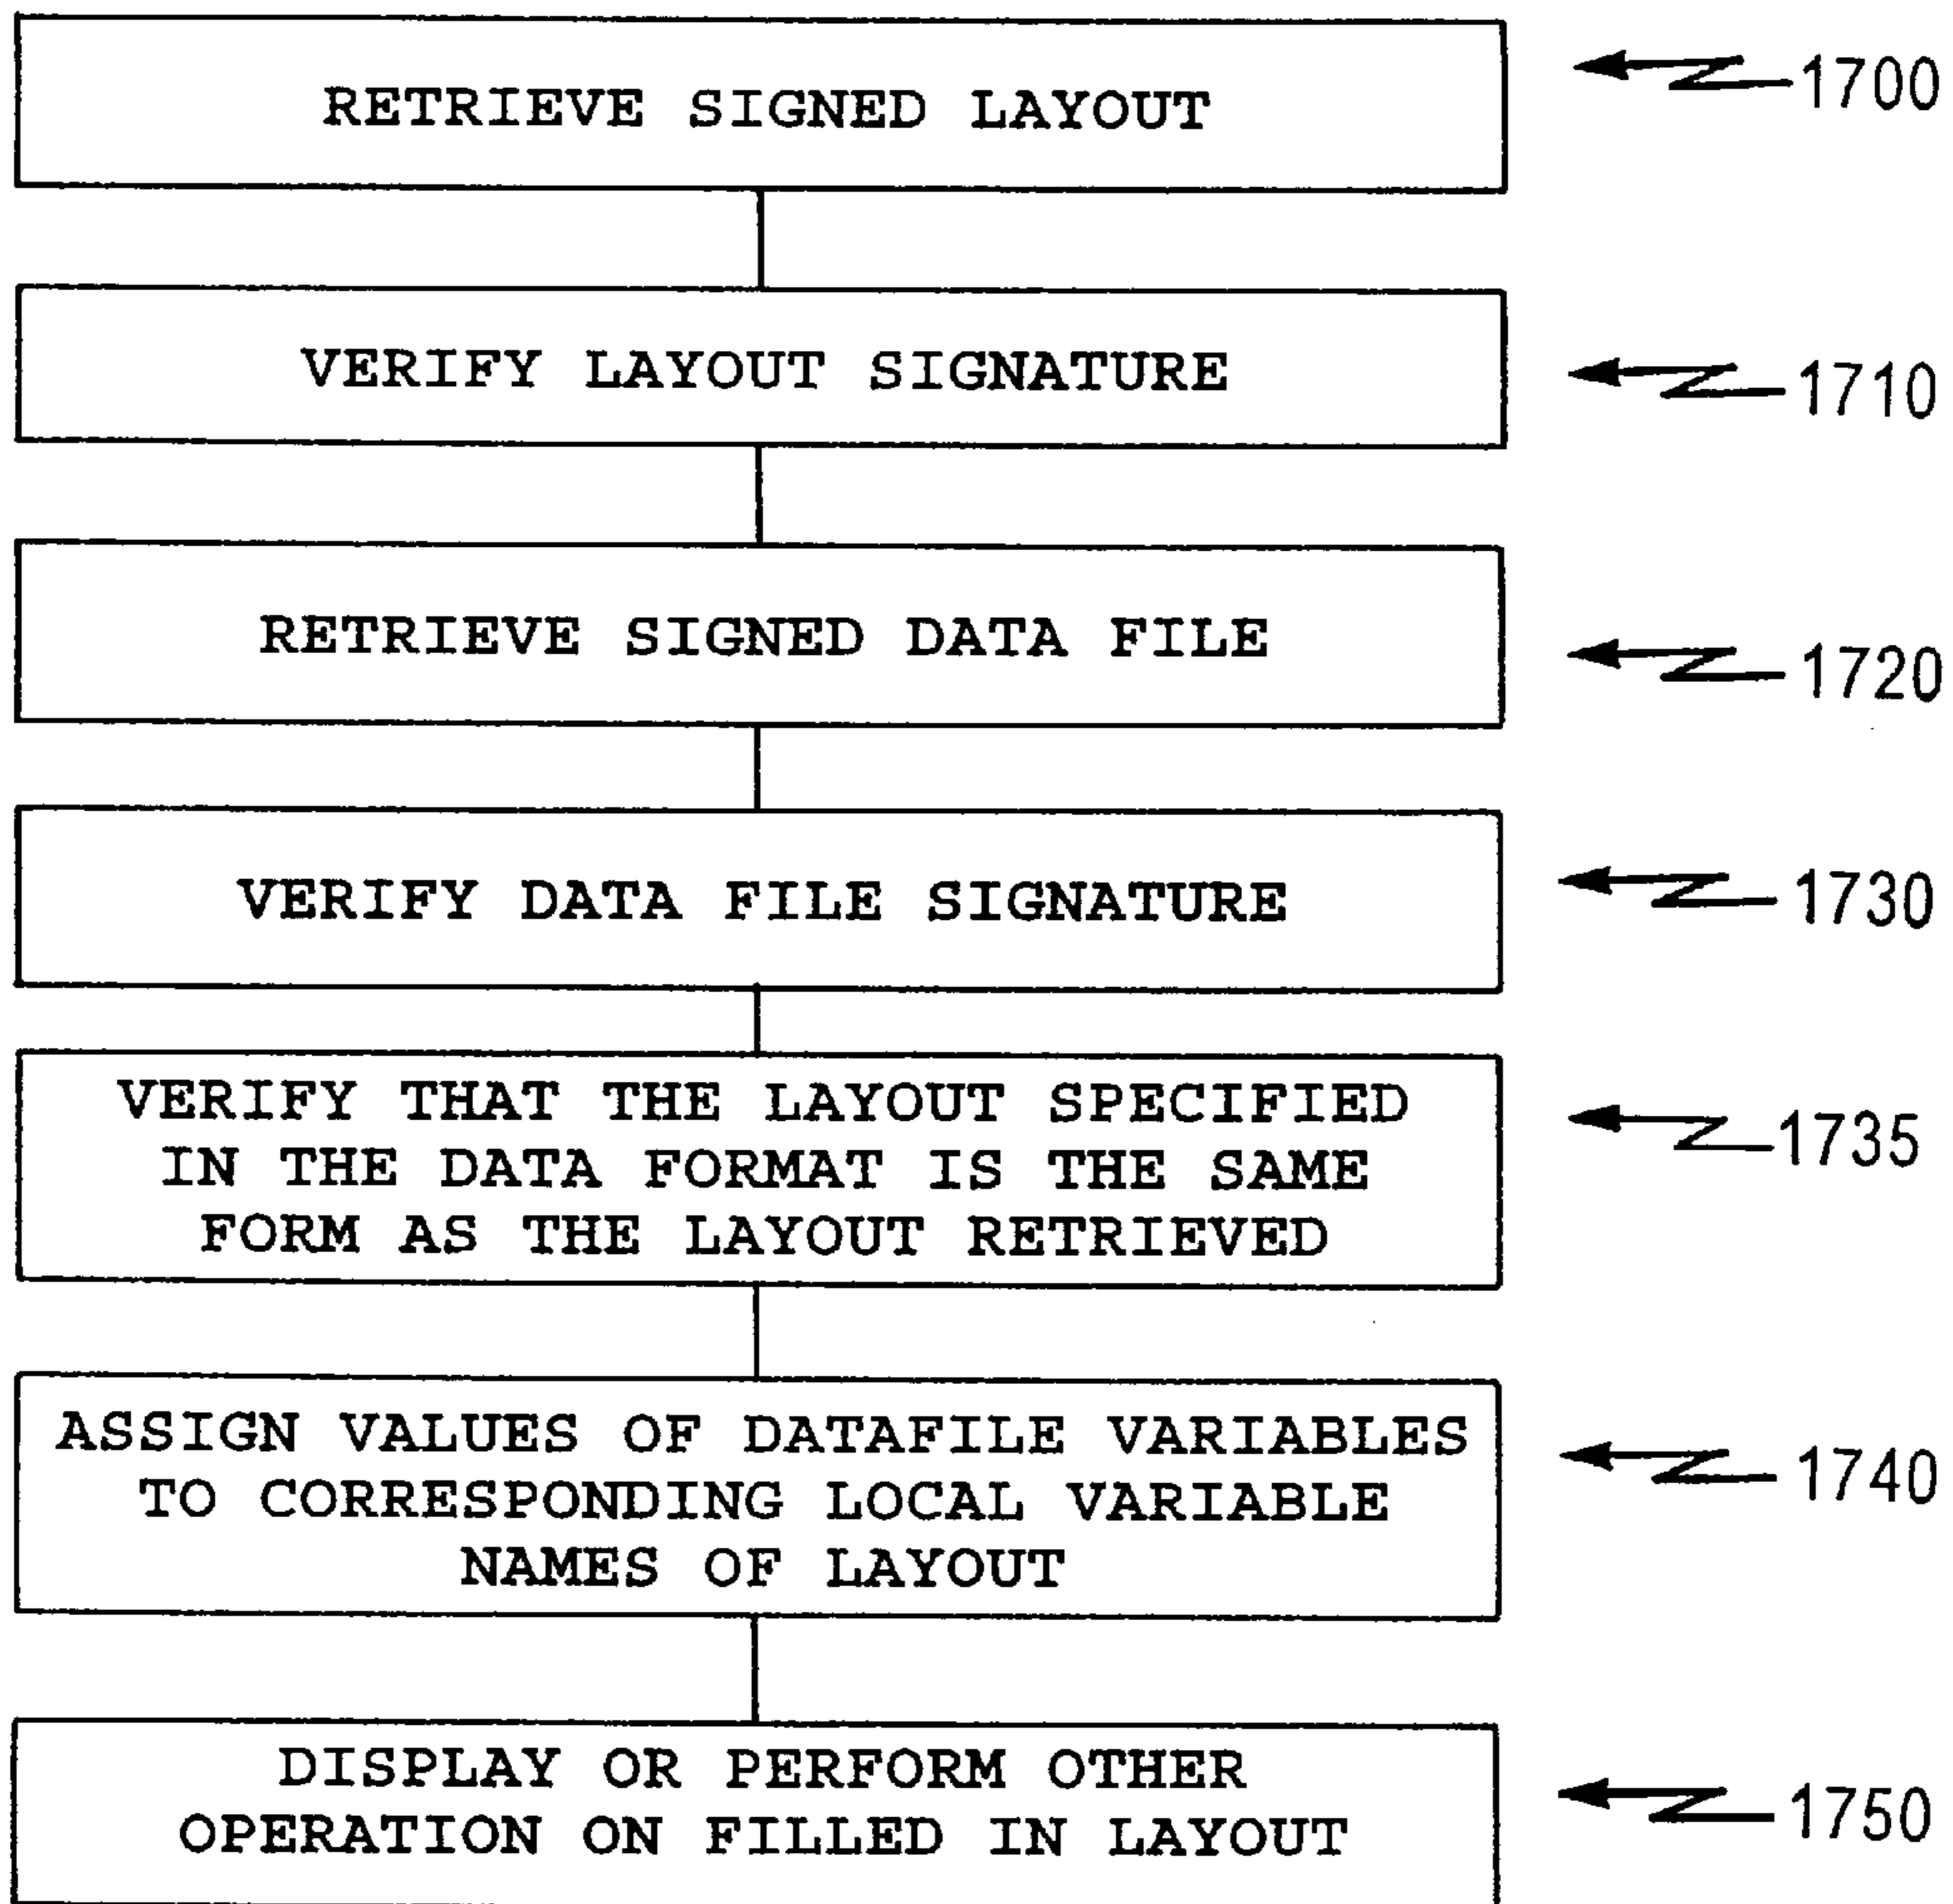 RETRIEVE SIGNED LAYOUT
1700
VERIFY LAYOUT SIGNATURE
1710
RETRIEVE SIGNED DATA FILE
1720
VERIFY DATA FILE SIGNATURE
1730
VERIFY THAT THE LAYOUT SPECIFIED
IN THE DATA FORMAT IS THE SAME
FORM AS THE LAYOUT RETRIEVED
1735
ASSIGN VALUES OF DATAFILE VARIABLES
TO CORRESPONDING LOCAL VARIABLE
NAMES OF LAYOUT
1740
DISPLAY OR PERFORM OTHER
OPERATION ON FILLED IN LAYOUT
1750